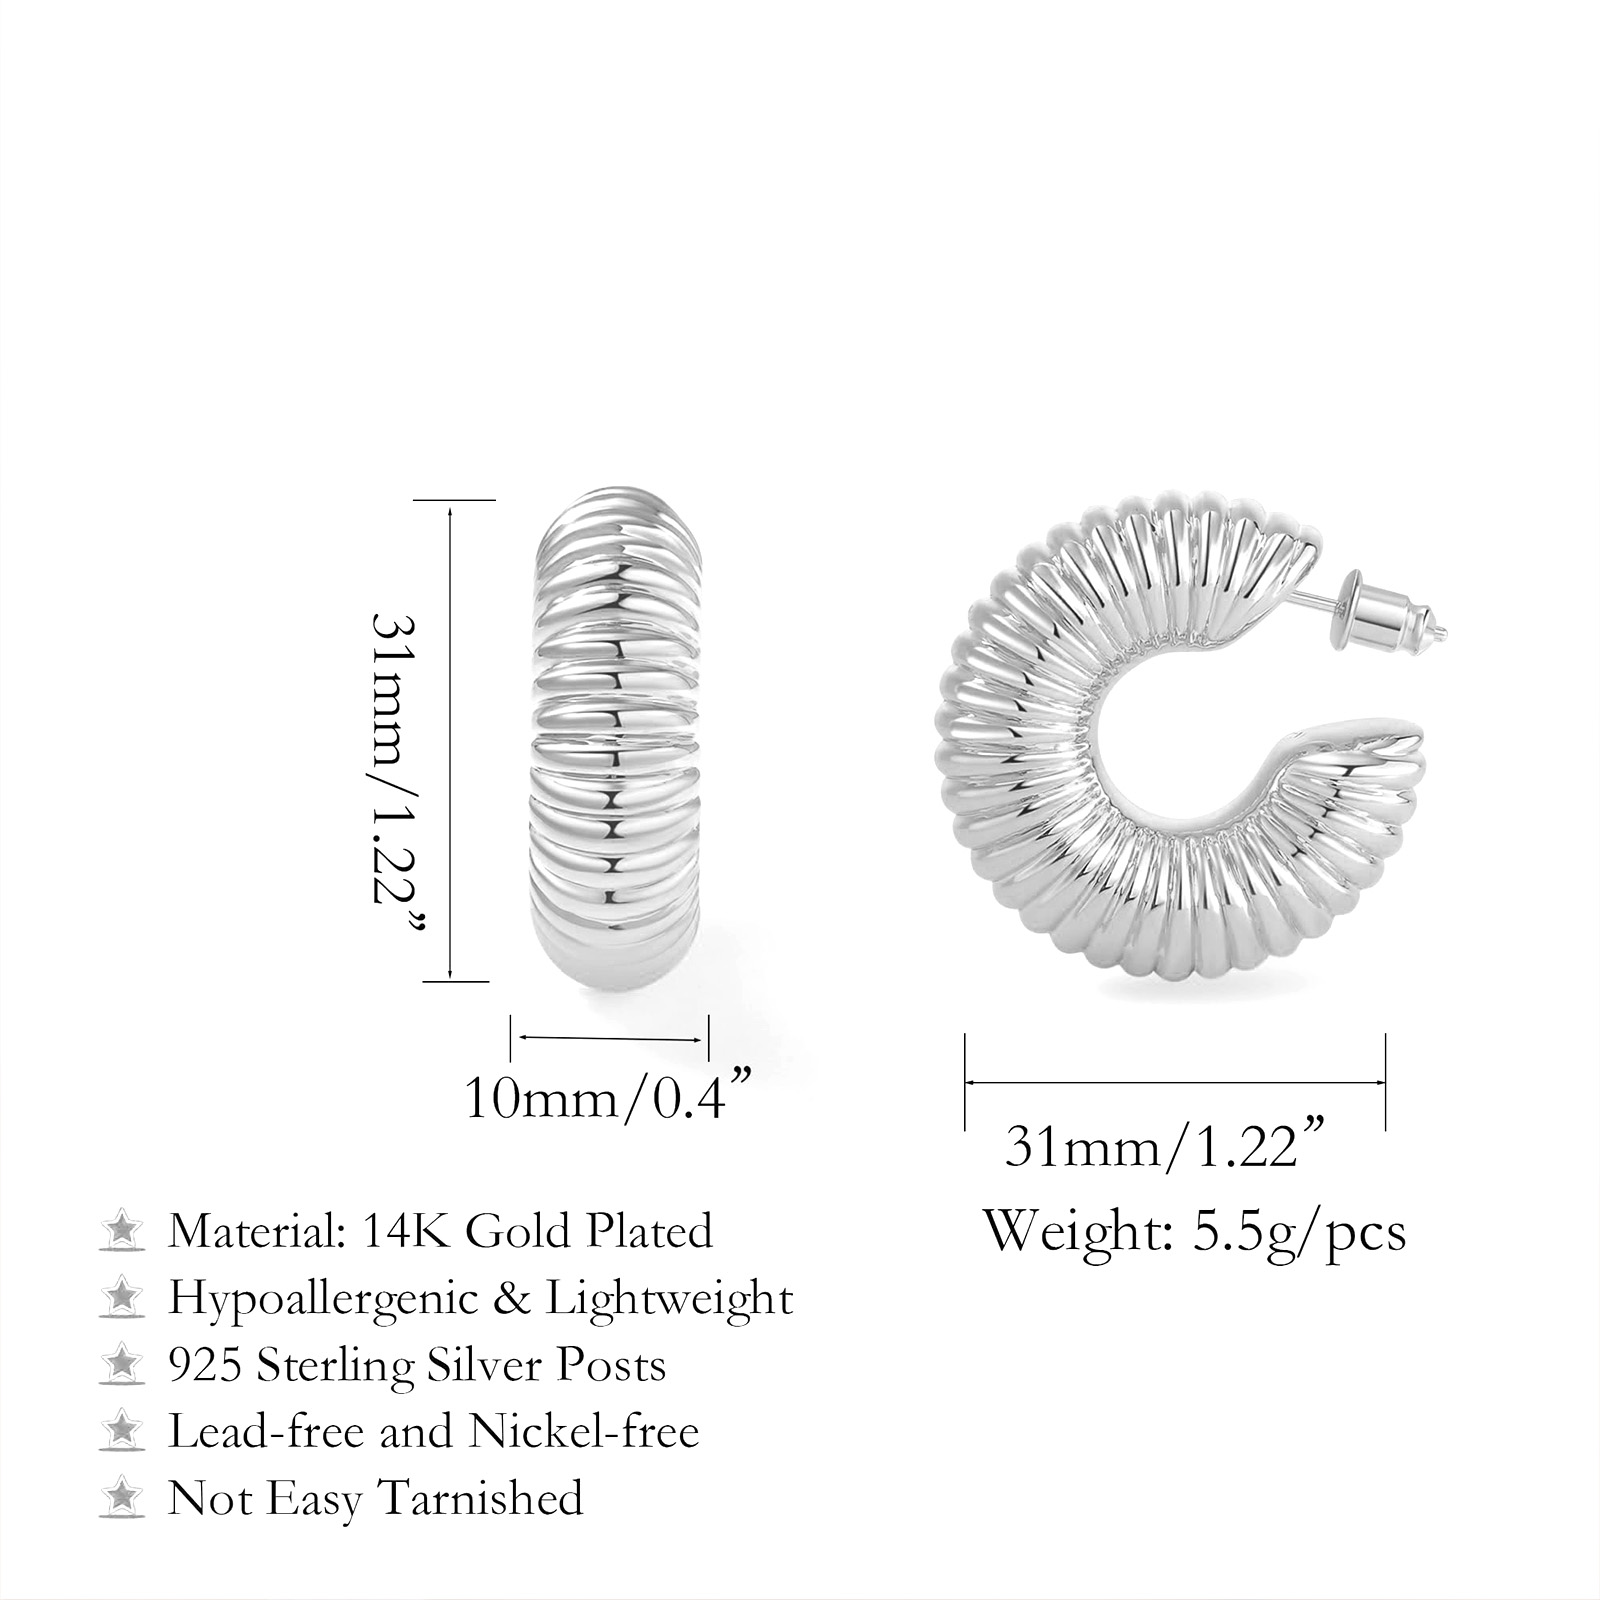 31mm/1.22”
10mm/0.4”
31mm/1.22”
Weight: 5.5g/pcs
Material: 14K Gold Plated
Hypoallergenic & Lightweight
925 Sterling Silver Posts
Lead-free and Nickel-free
Not Easy Tarnished